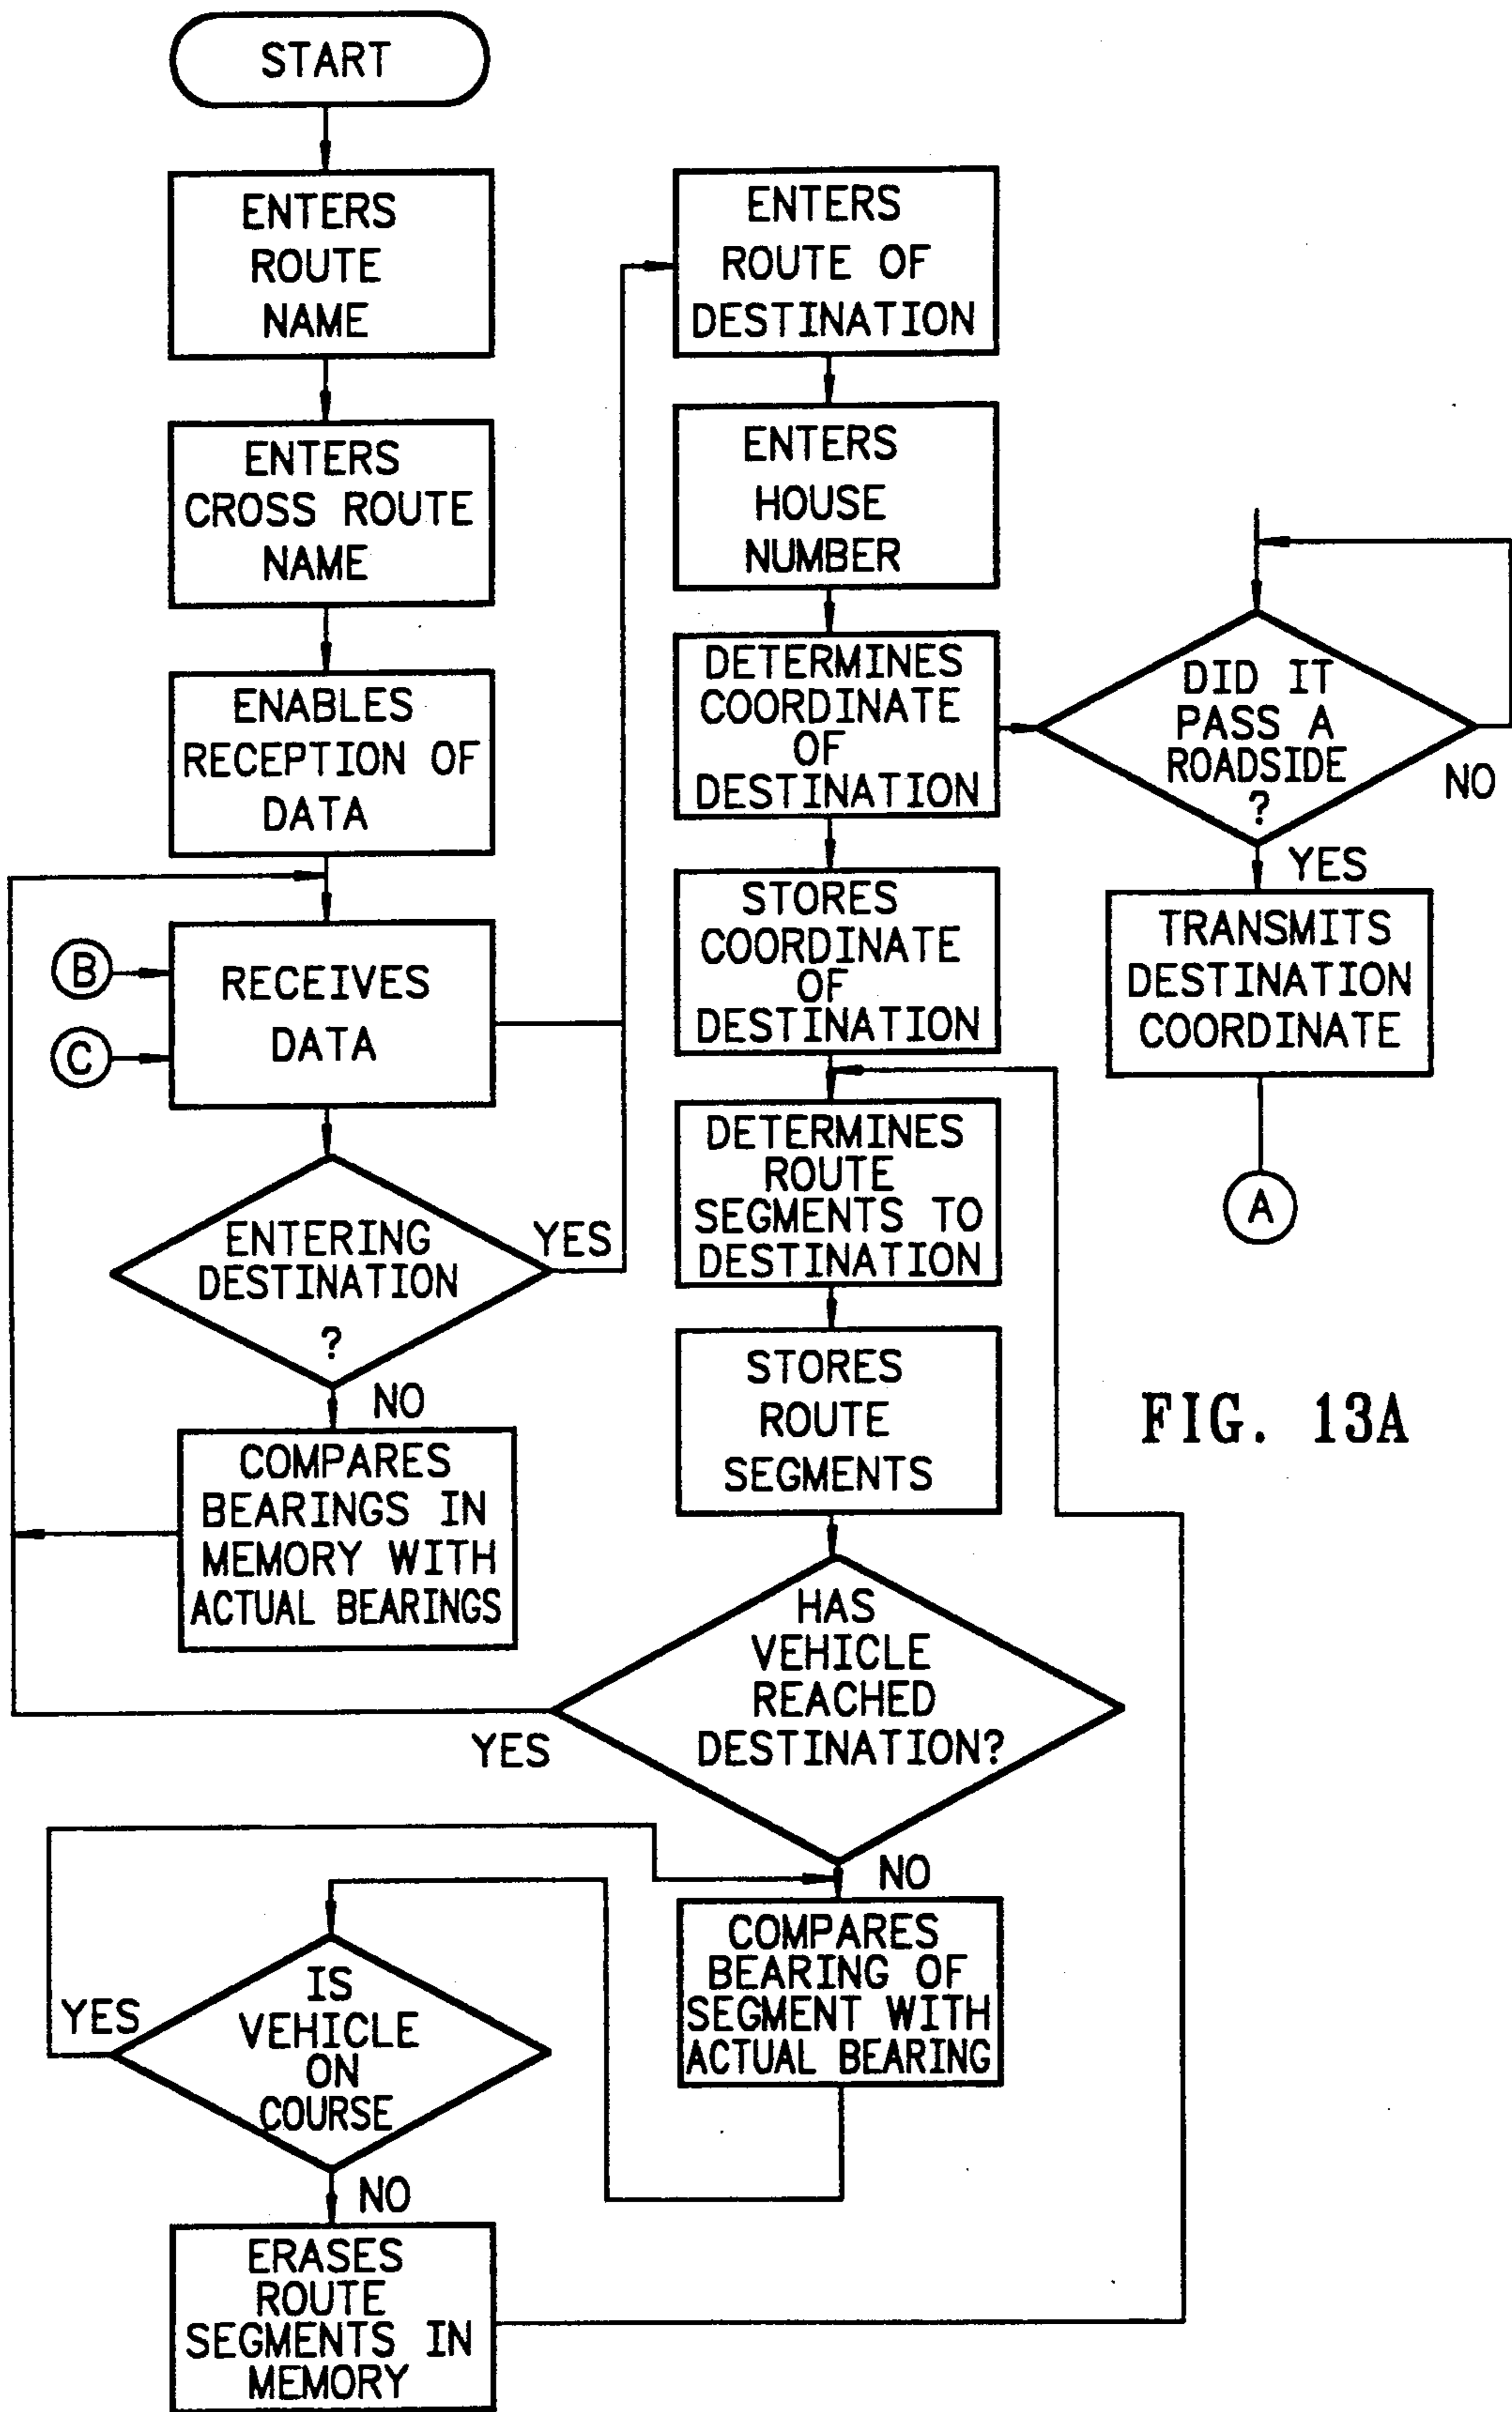 START
ENTERS
ROUTE
NAME
ENTERS
CROSS ROUTE
NAME
ENABLES
RECEPTION OF
DATA
B
C
RECEIVES
DATA
ENTERING
DESTINATION
?
YES
NO
COMPARES
BEARINGS IN
MEMORY WITH
ACTUAL BEARINGS
ENTERS
ROUTE OF
DESTINATION
ENTERS
HOUSE
NUMBER
DETERMINES
COORDINATE
OF
DESTINATION
STORES
COORDINATE
OF
DESTINATION
DETERMINES
ROUTE
SEGMENTS TO
DESTINATION
STORES
ROUTE
SEGMENTS
HAS
VEHICLE
REACHED
DESTINATION?
YES
NO
COMPARES
BEARING OF
SEGMENT WITH
ACTUAL BEARING
IS
VEHICLE
ON
COURSE
YES
NO
ERASES
ROUTE
SEGMENTS IN
MEMORY
DID IT
PASS A
ROADSIDE
?
NO
YES
TRANSMITS
DESTINATION
COORDINATE
A
FIG. 13A